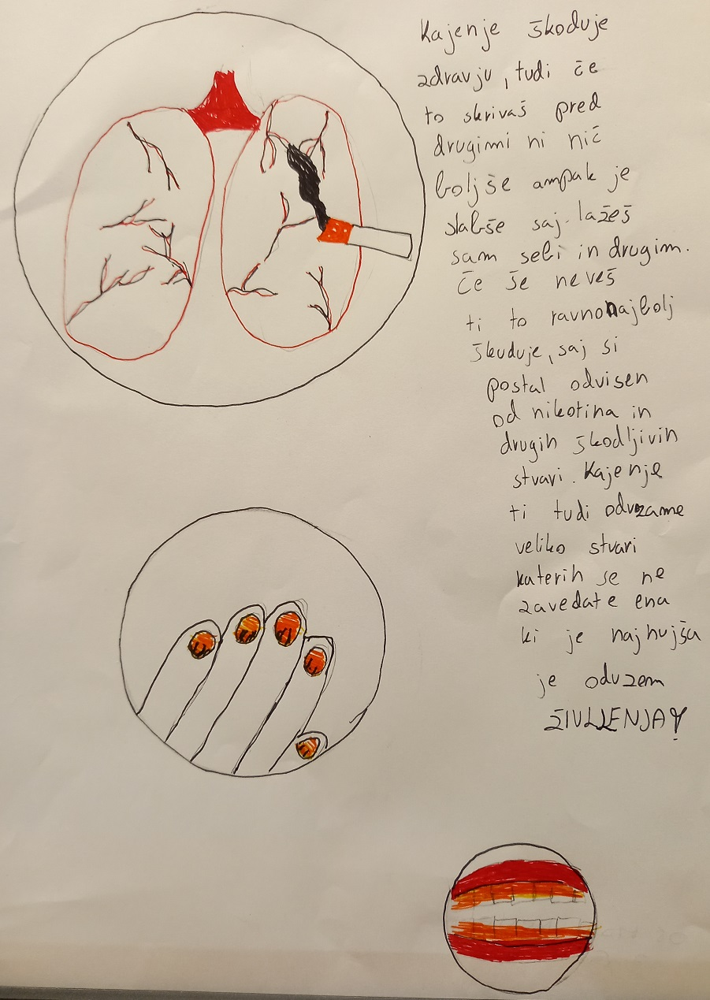 Kajenje škoduje
zdravju, tudi če
to skrivaš pred
drugimi ni nič
boljše ampak je
slabše saj lažeš
sam sebi in drugim.
Če še neveš
ti to ravnonajbolj
škuduje, saj si
postal odvisen
od nikotina in
drugih škodljivih
stvari. Kajenje
ti tudi odvzame
veliko stvari
katerih se ne
zavedate ena
ki je najhujša
je odvzem
ŽIVLJENJA!